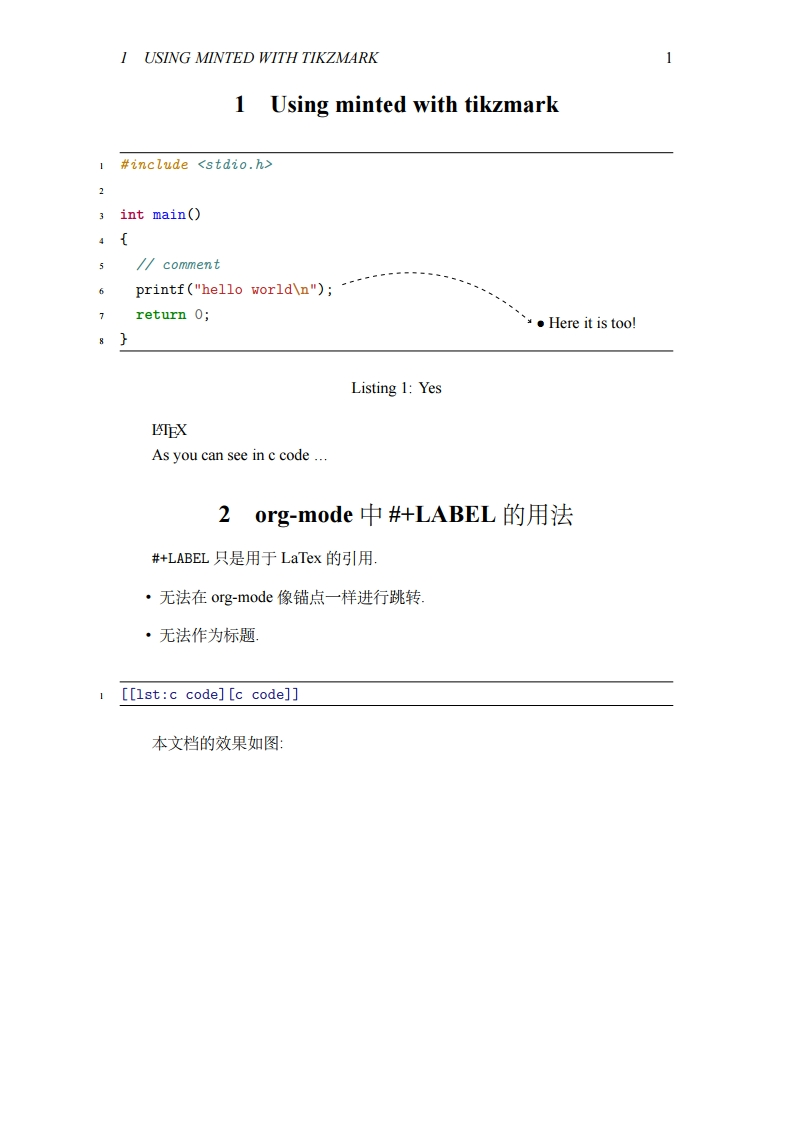 1 USING MINTED WITH TIKZMARK 1
1 Using minted with tikzmark
1 #include <stdio.h>
2
3 int main()
4 {
5   // comment
6   printf("hello world\n");
7   return 0;
• Here it is too!
8 }
Listing 1: Yes
LATEX
As you can see in c code …
2 org-mode 中 #+LABEL 的用法
#+LABEL 只是用于 LaTex 的引用.
• 无法在 org-mode 像锚点一样进行跳转.
• 无法作为标题.
1 [[lst:c code][c code]]
本文档的效果如图: